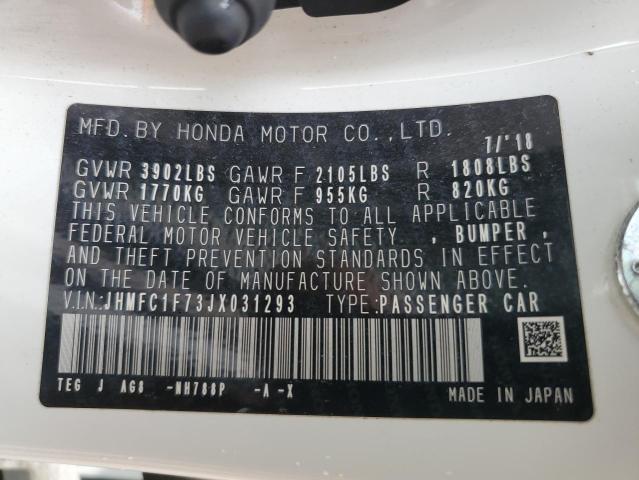 MFD. BY HONDA MOTOR CO.,LTD. 7/'18
GVWR 3902LBS GAWR F 2105LBS R 1808LBS
GVWR 1770KG GAWR F 955KG R 820KG
THIS VEHICLE CONFORMS TO ALL APPLICABLE
FEDERAL MOTOR VEHICLE SAFETY , BUMPER ,
AND THEFT PREVENTION STANDARDS IN EFFECT
ON THE DATE OF MANUFACTURE SHOWN ABOVE.
V.IN.:JHMFC1F73JX031293 TYPE:PASSENGER CAR
TEG J AG8 -NH788P -A -X MADE IN JAPAN